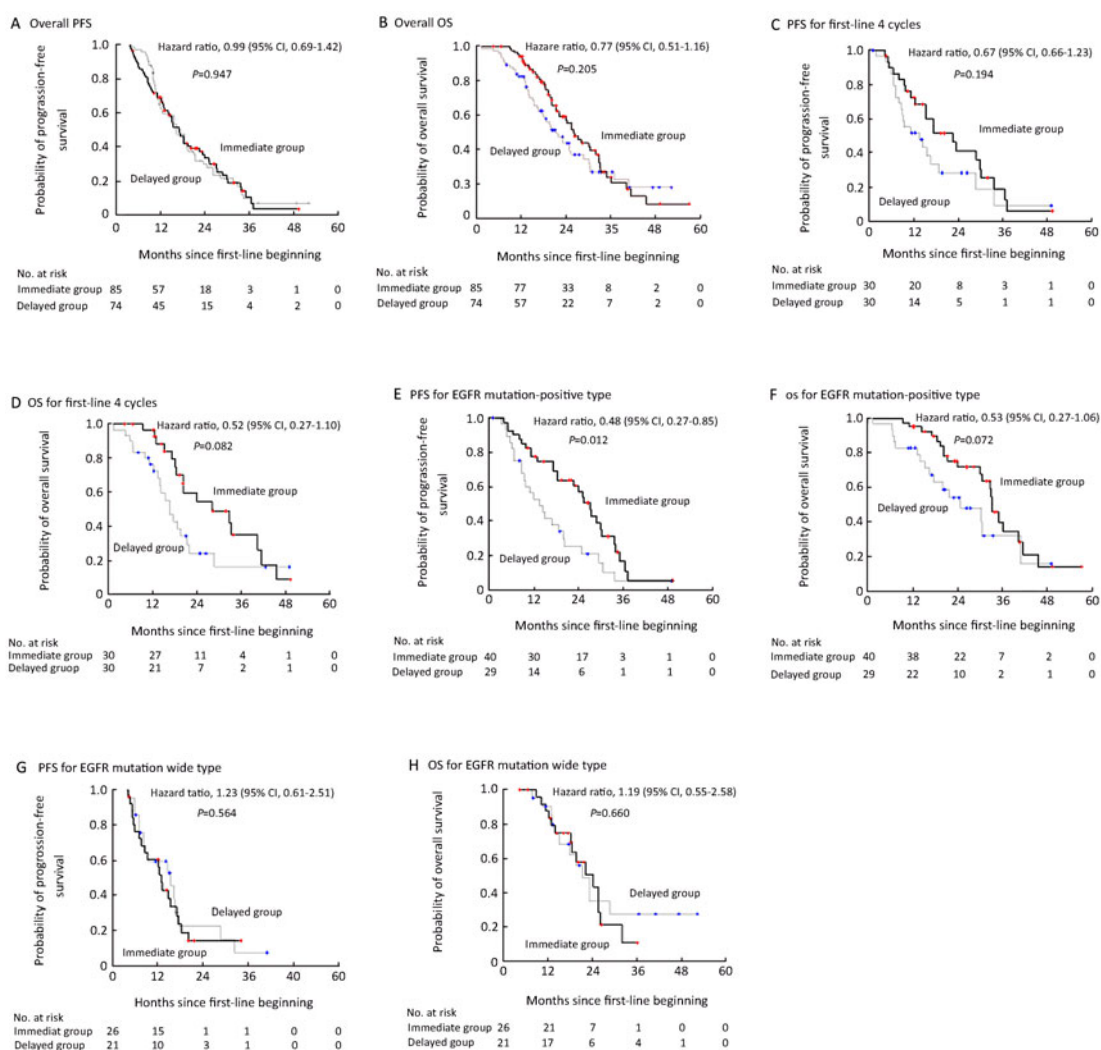 A Overall PFS
Hazard ratio, 0.99 (95% CI, 0.69-1.42)
P=0.947
Probability of prograssion-free
survival
1.0
0.8
0.6
0.4
0.2
0
Immediate group
Delayed group
0 12 24 36 48 60
Months since first-line beginning
No. at risk
Immediate group 85 57 18 3 1 0
Delayed group 74 45 15 4 2 0
B Overall OS
Hazare ratio, 0.77 (95% CI, 0.51-1.16)
P=0.205
Probability of overall survival
1.0
0.8
0.6
0.5
0.3
0
Immediate group
Delayed group
0 12 24 36 48 60
Months since first-line beginning
No. at risk
Immediate group 85 77 33 8 2 0
Delayed group 74 57 22 7 2 0
C PFS for first-line 4 cycles
Hazard ratio, 0.67 (95% CI, 0.66-1.23)
P=0.194
Probability of prograssion-free
survival
1.0
0.8
0.6
0.4
0.2
0
Immediate group
Delayed group
0 12 24 36 48 60
Months since first-line beginning
No. at risk
Immediate group 30 20 8 3 1 0
Delayed group 30 14 5 1 1 0
D OS for first-line 4 cycles
Hazard ratio, 0.52 (95% CI, 0.27-1.10)
P=0.082
Probability of overall survival
1.0
0.8
0.6
0.4
0.2
0
Immediate group
Delayed group
0 12 24 36 48 60
Months since first-line beginning
No. at risk
Immediate group 30 27 11 4 1 0
Delayed gruop 30 21 7 2 1 0
E PFS for EGFR mutation-positive type
Hazard ratio, 0.48 (95% CI, 0.27-0.85)
P=0.012
Probability of prograssion-free
survival
1.0
0.8
0.6
0.4
0.2
0
Immediate group
Delayed group
0 12 24 36 48 60
Months since first-line beginning
No. at risk
Immediate group 40 30 17 3 1 0
Delayed group 29 14 6 1 1 0
F os for EGFR mutation-positive type
Hazard ratio, 0.53 (95% CI, 0.27-1.06)
P=0.072
Probability of overall survival
1.0
0.8
0.6
0.4
0.2
0
Immediate group
Delayed group
0 12 24 36 48 60
Months since first-line beginning
No. at risk
Immediate group 40 38 22 7 2 0
Delayed group 29 22 10 2 1 0
G PFS for EGFR mutation wide type
Hazard tatio, 1.23 (95% CI, 0.61-2.51)
P=0.564
Probability of progrossion-free
survival
1.0
0.8
0.6
0.4
0.2
0
Delayed group
Immediate group
0 12 24 36 40 60
Honths since first-line beginning
No. at risk
Immediat group 26 15 1 1 0 0
Delayed group 21 10 3 1 0 0
H OS for EGFR mutation wide type
Hazard ratio, 1.19 (95% CI, 0.55-2.58)
P=0.660
Probability of overall survival
1.0
0.8
0.6
0.4
0.2
0
Delayed group
Immediate group
0 12 24 36 48 60
Months since first-line beginning
No. at risk
Immediate group 26 21 7 1 0 0
Delayed group 21 17 6 4 1 0